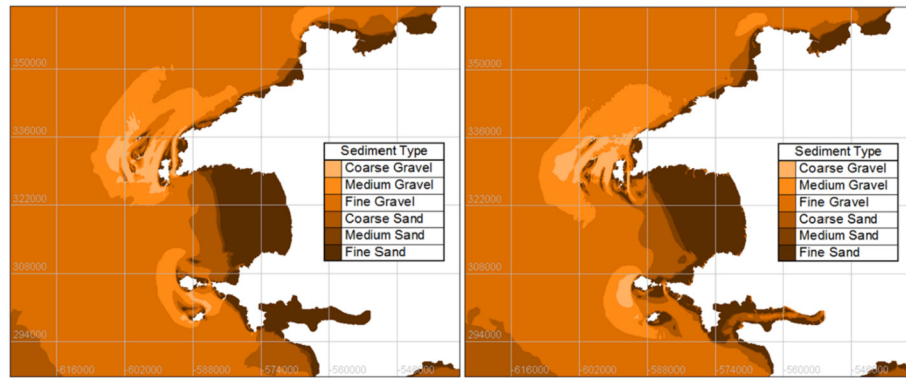 350000
336000
322000
308000
294000
-616000
-602000
-588000
-574000
-560000
-546000
Sediment Type
Coarse Gravel
Medium Gravel
Fine Gravel
Coarse Sand
Medium Sand
Fine Sand
350000
336000
322000
308000
294000
-616000
-602000
-588000
-574000
-560000
-546000
Sediment Type
Coarse Gravel
Medium Gravel
Fine Gravel
Coarse Sand
Medium Sand
Fine Sand